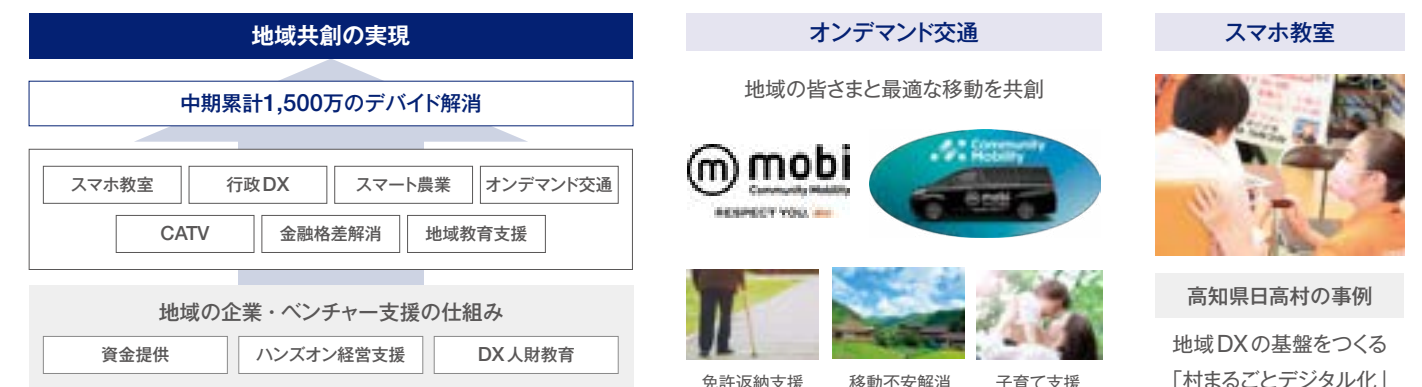 地域共創の実現
中期累計1,500万のデバイド解消
スマホ教室
行政DX
スマート農業
オンデマンド交通
CATV
金融格差解消
地域教育支援
地域の企業・ベンチャー支援の仕組み
資金提供
ハンズオン経営支援
DX人財教育
オンデマンド交通
地域の皆さまと最適な移動を共創
mobi
Community Mobility
RESPECT YOU, au
Community
Mobility
mobi
免許返納支援
移動不安解消
子育て支援
スマホ教室
高知県日高村の事例
地域DXの基盤をつくる
「村まるごとデジタル化」